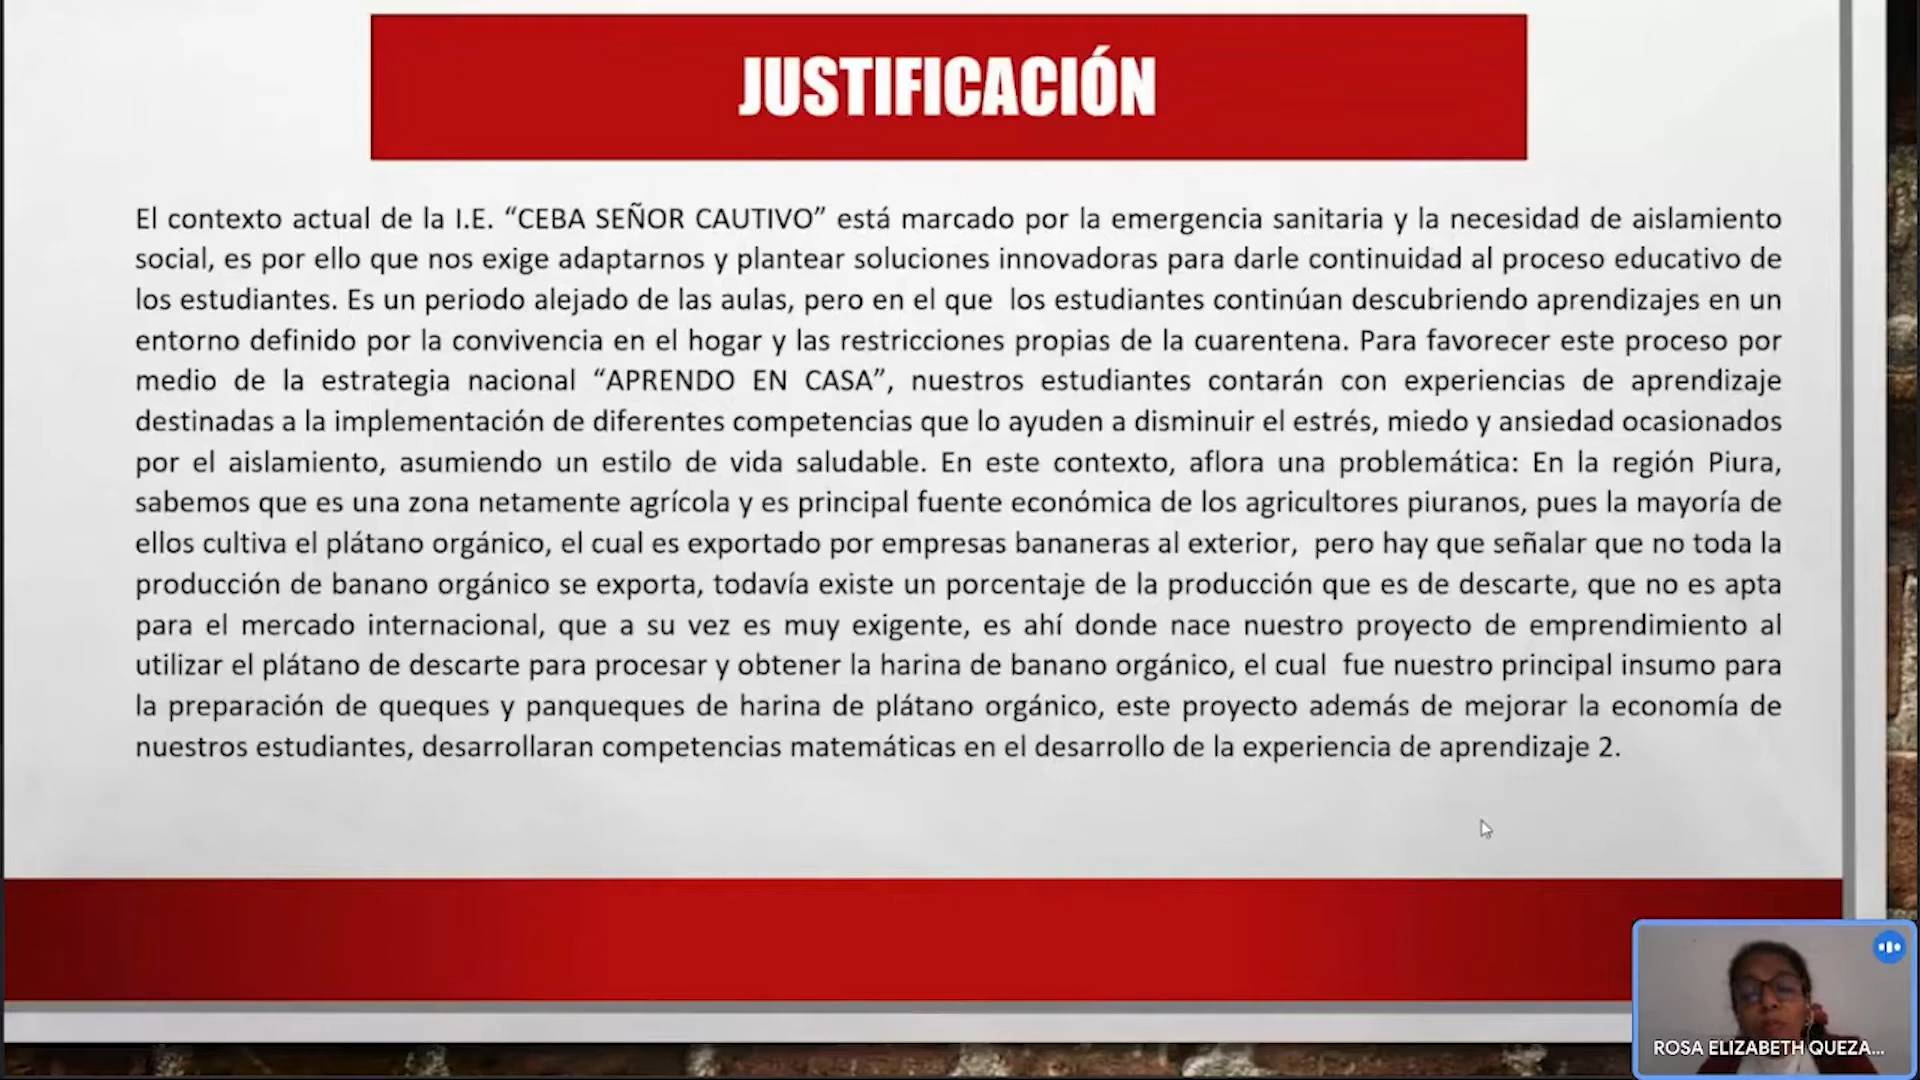 JUSTIFICACIÓN
El contexto actual de la I.E. “CEBA SEÑOR CAUTIVO” está marcado por la emergencia sanitaria y la necesidad de aislamiento
social, es por ello que nos exige adaptarnos y plantear soluciones innovadoras para darle continuidad al proceso educativo de
los estudiantes. Es un periodo alejado de las aulas, pero en el que los estudiantes continúan descubriendo aprendizajes en un
entorno definido por la convivencia en el hogar y las restricciones propias de la cuarentena. Para favorecer este proceso por
medio de la estrategia nacional “APRENDO EN CASA”, nuestros estudiantes contarán con experiencias de aprendizaje
destinadas a la implementación de diferentes competencias que lo ayuden a disminuir el estrés, miedo y ansiedad ocasionados
por el aislamiento, asumiendo un estilo de vida saludable. En este contexto, aflora una problemática: En la región Piura,
sabemos que es una zona netamente agrícola y es principal fuente económica de los agricultores piuranos, pues la mayoría de
ellos cultiva el plátano orgánico, el cual es exportado por empresas bananeras al exterior, pero hay que señalar que no toda la
producción de banano orgánico se exporta, todavía existe un porcentaje de la producción que es de descarte, que no es apta
para el mercado internacional, que a su vez es muy exigente, es ahí donde nace nuestro proyecto de emprendimiento al
utilizar el plátano de descarte para procesar y obtener la harina de banano orgánico, el cual fue nuestro principal insumo para
la preparación de queques y panqueques de harina de plátano orgánico, este proyecto además de mejorar la economía de
nuestros estudiantes, desarrollaran competencias matemáticas en el desarrollo de la experiencia de aprendizaje 2.
ROSA ELIZABETH QUEZA...